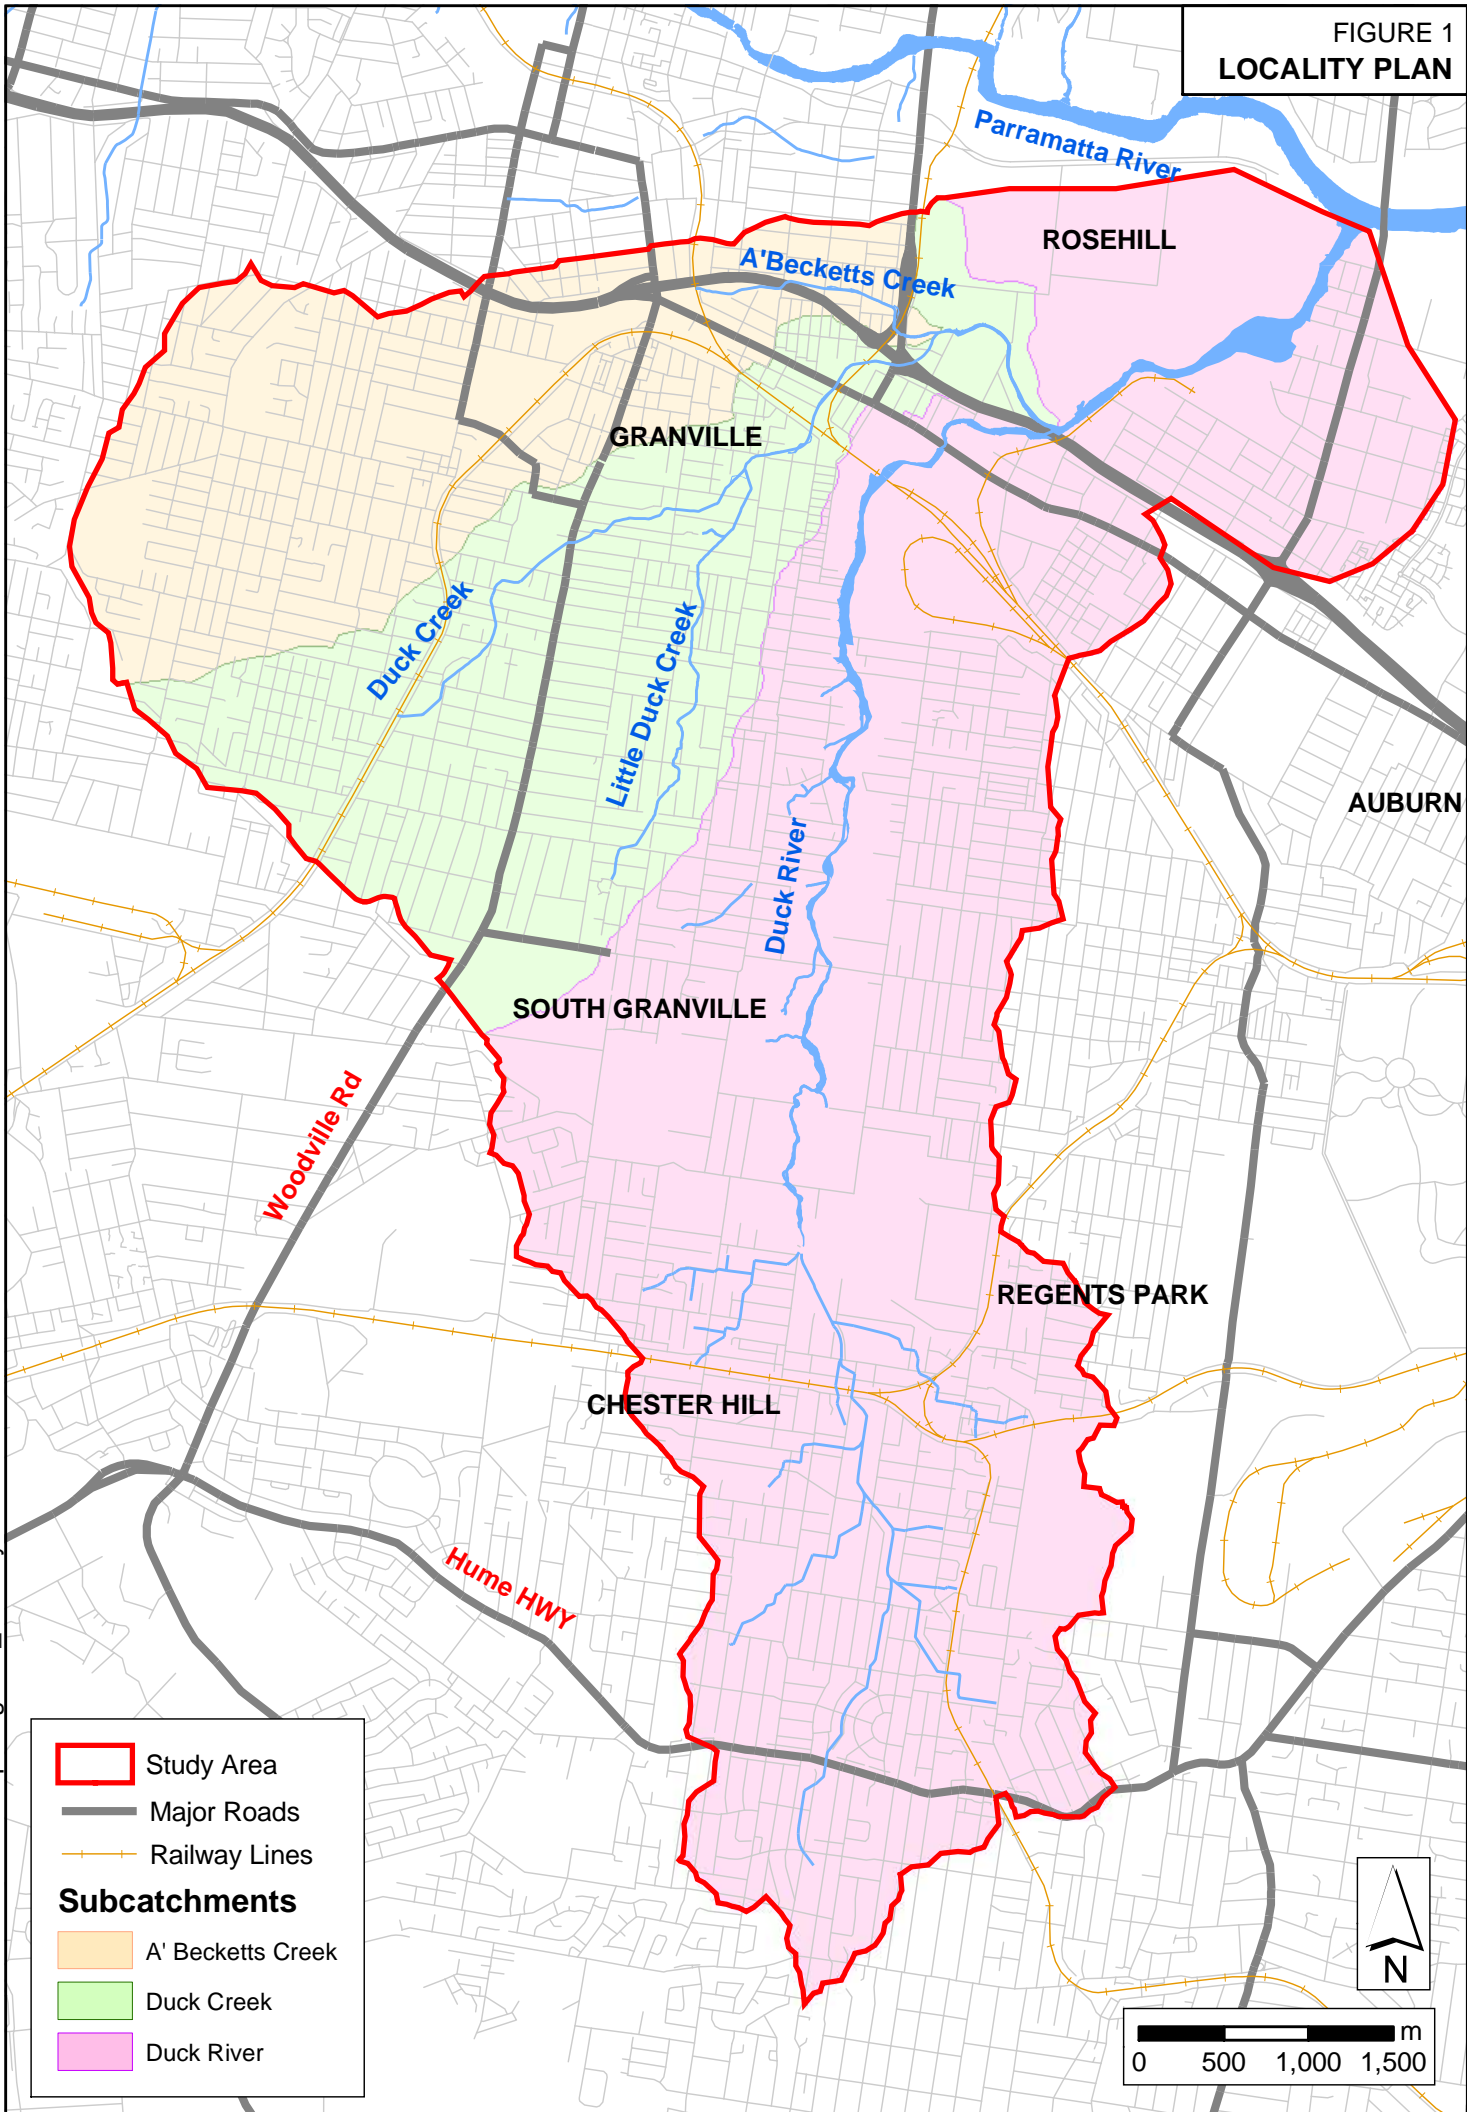 FIGURE 1
LOCALITY PLAN
Parramatta River
ROSEHILL
A'Becketts Creek
GRANVILLE
Duck Creek
Little Duck Creek
AUBURN
Duck River
SOUTH GRANVILLE
Woodville Rd
REGENTS PARK
CHESTER HILL
Hume HWY
Study Area
Major Roads
Railway Lines
Subcatchments
A' Becketts Creek
Duck Creek
Duck River
N
m
0 500 1,000 1,500